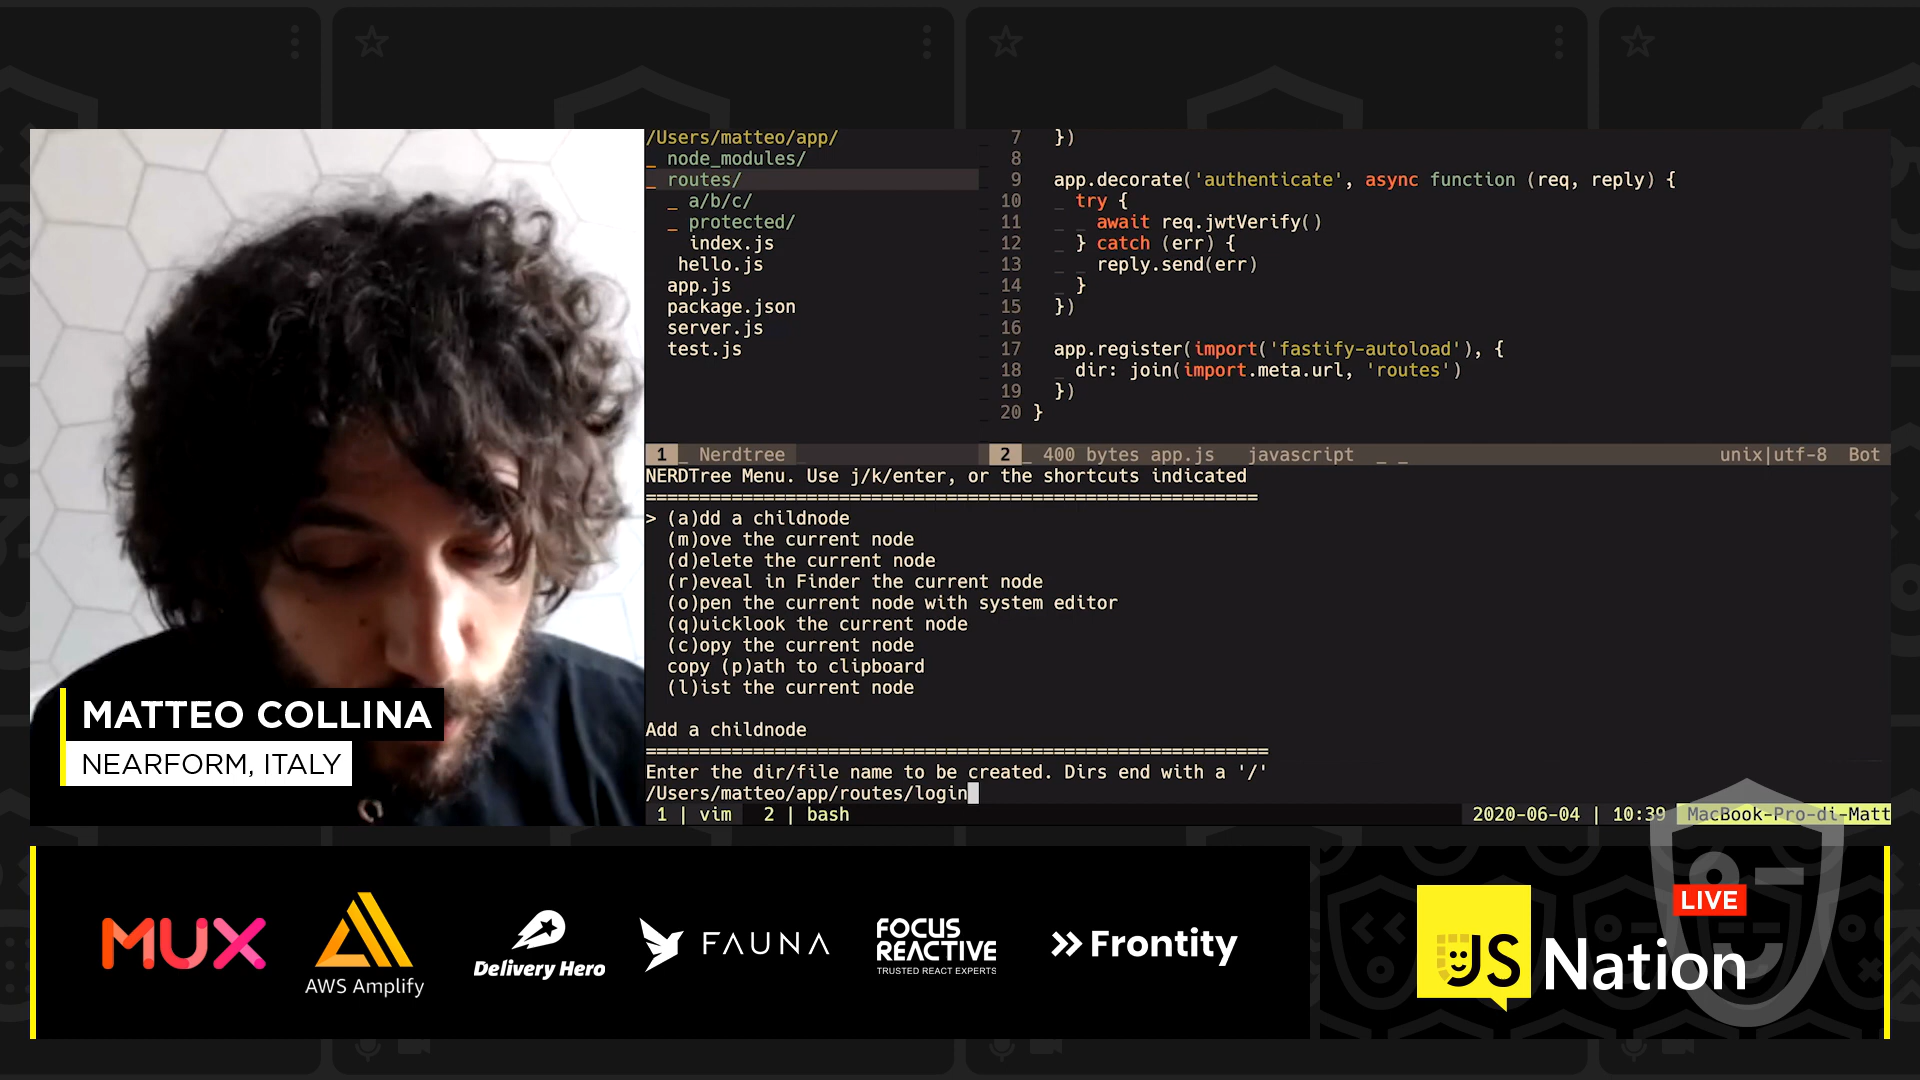 /Users/matteo/app/
_ node_modules/
_ routes/
_ a/b/c/
_ protected/
index.js
hello.js
app.js
package.json
server.js
test.js
7 })
8
9 app.decorate('authenticate', async function (req, reply) {
10 _ try {
11 _ _ await req.jwtVerify()
12 _ } catch (err) {
13 _ _ reply.send(err)
14 _ }
15 })
16
17 app.register(import('fastify-autoload'), {
18 _ dir: join(import.meta.url, 'routes')
19 })
20 }
1 _ Nerdtree
2 _ 400 bytes app.js javascript _ _ unix|utf-8 Bot
NERDTree Menu. Use j/k/enter, or the shortcuts indicated
=========================================================
> (a)dd a childnode
(m)ove the current node
(d)elete the current node
(r)eveal in Finder the current node
(o)pen the current node with system editor
(q)uicklook the current node
(c)opy the current node
copy (p)ath to clipboard
(l)ist the current node
Add a childnode
==========================================================
Enter the dir/file name to be created. Dirs end with a '/'
/Users/matteo/app/routes/login
1 | vim 2 | bash 2020-06-04 | 10:39 MacBook-Pro-di-Matt
MATTEO COLLINA
NEARFORM, ITALY
MUX
AWS Amplify
Delivery Hero
FAUNA
FOCUS
REACTIVE
TRUSTED REACT EXPERTS
Frontity
LIVE
JS Nation